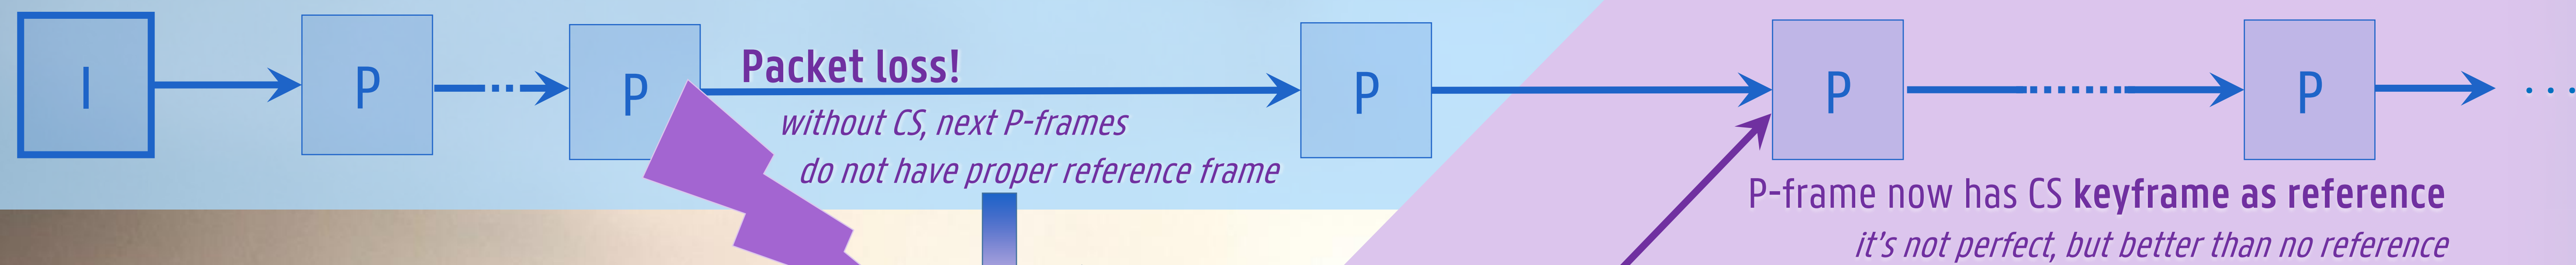 I
P
P
Packet loss!
without CS, next P-frames
do not have proper reference frame
P
P
P
...
P-frame now has CS keyframe as reference
it's not perfect, but better than no reference